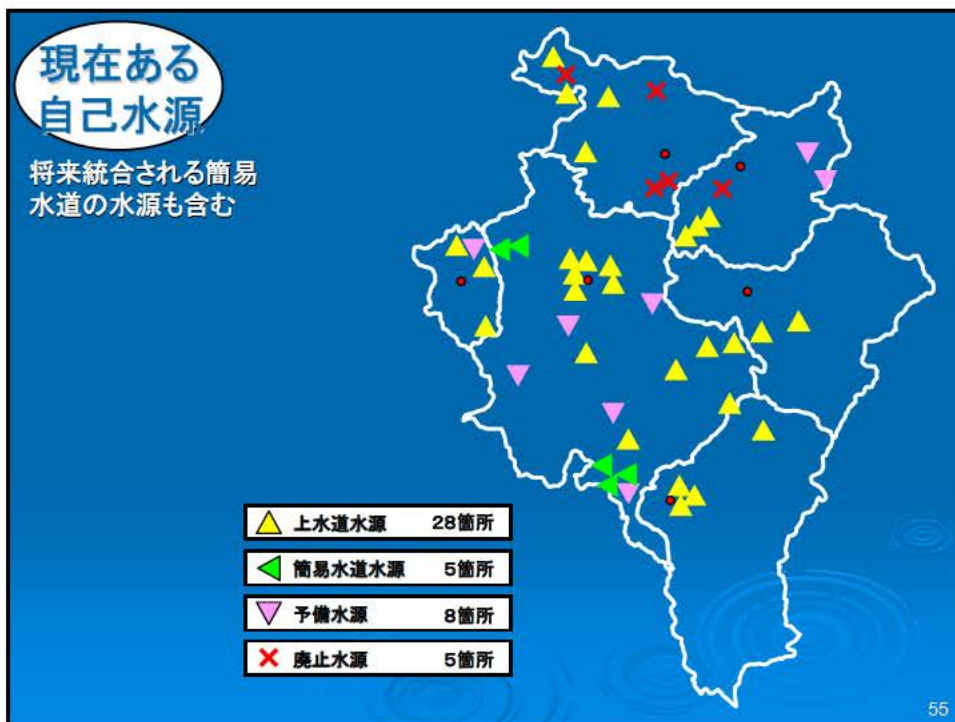 現在ある
自己水源
将来統合される簡易
水道の水源も含む
上水道水源 28箇所
簡易水道水源 5箇所
予備水源 8箇所
廃止水源 5箇所
55